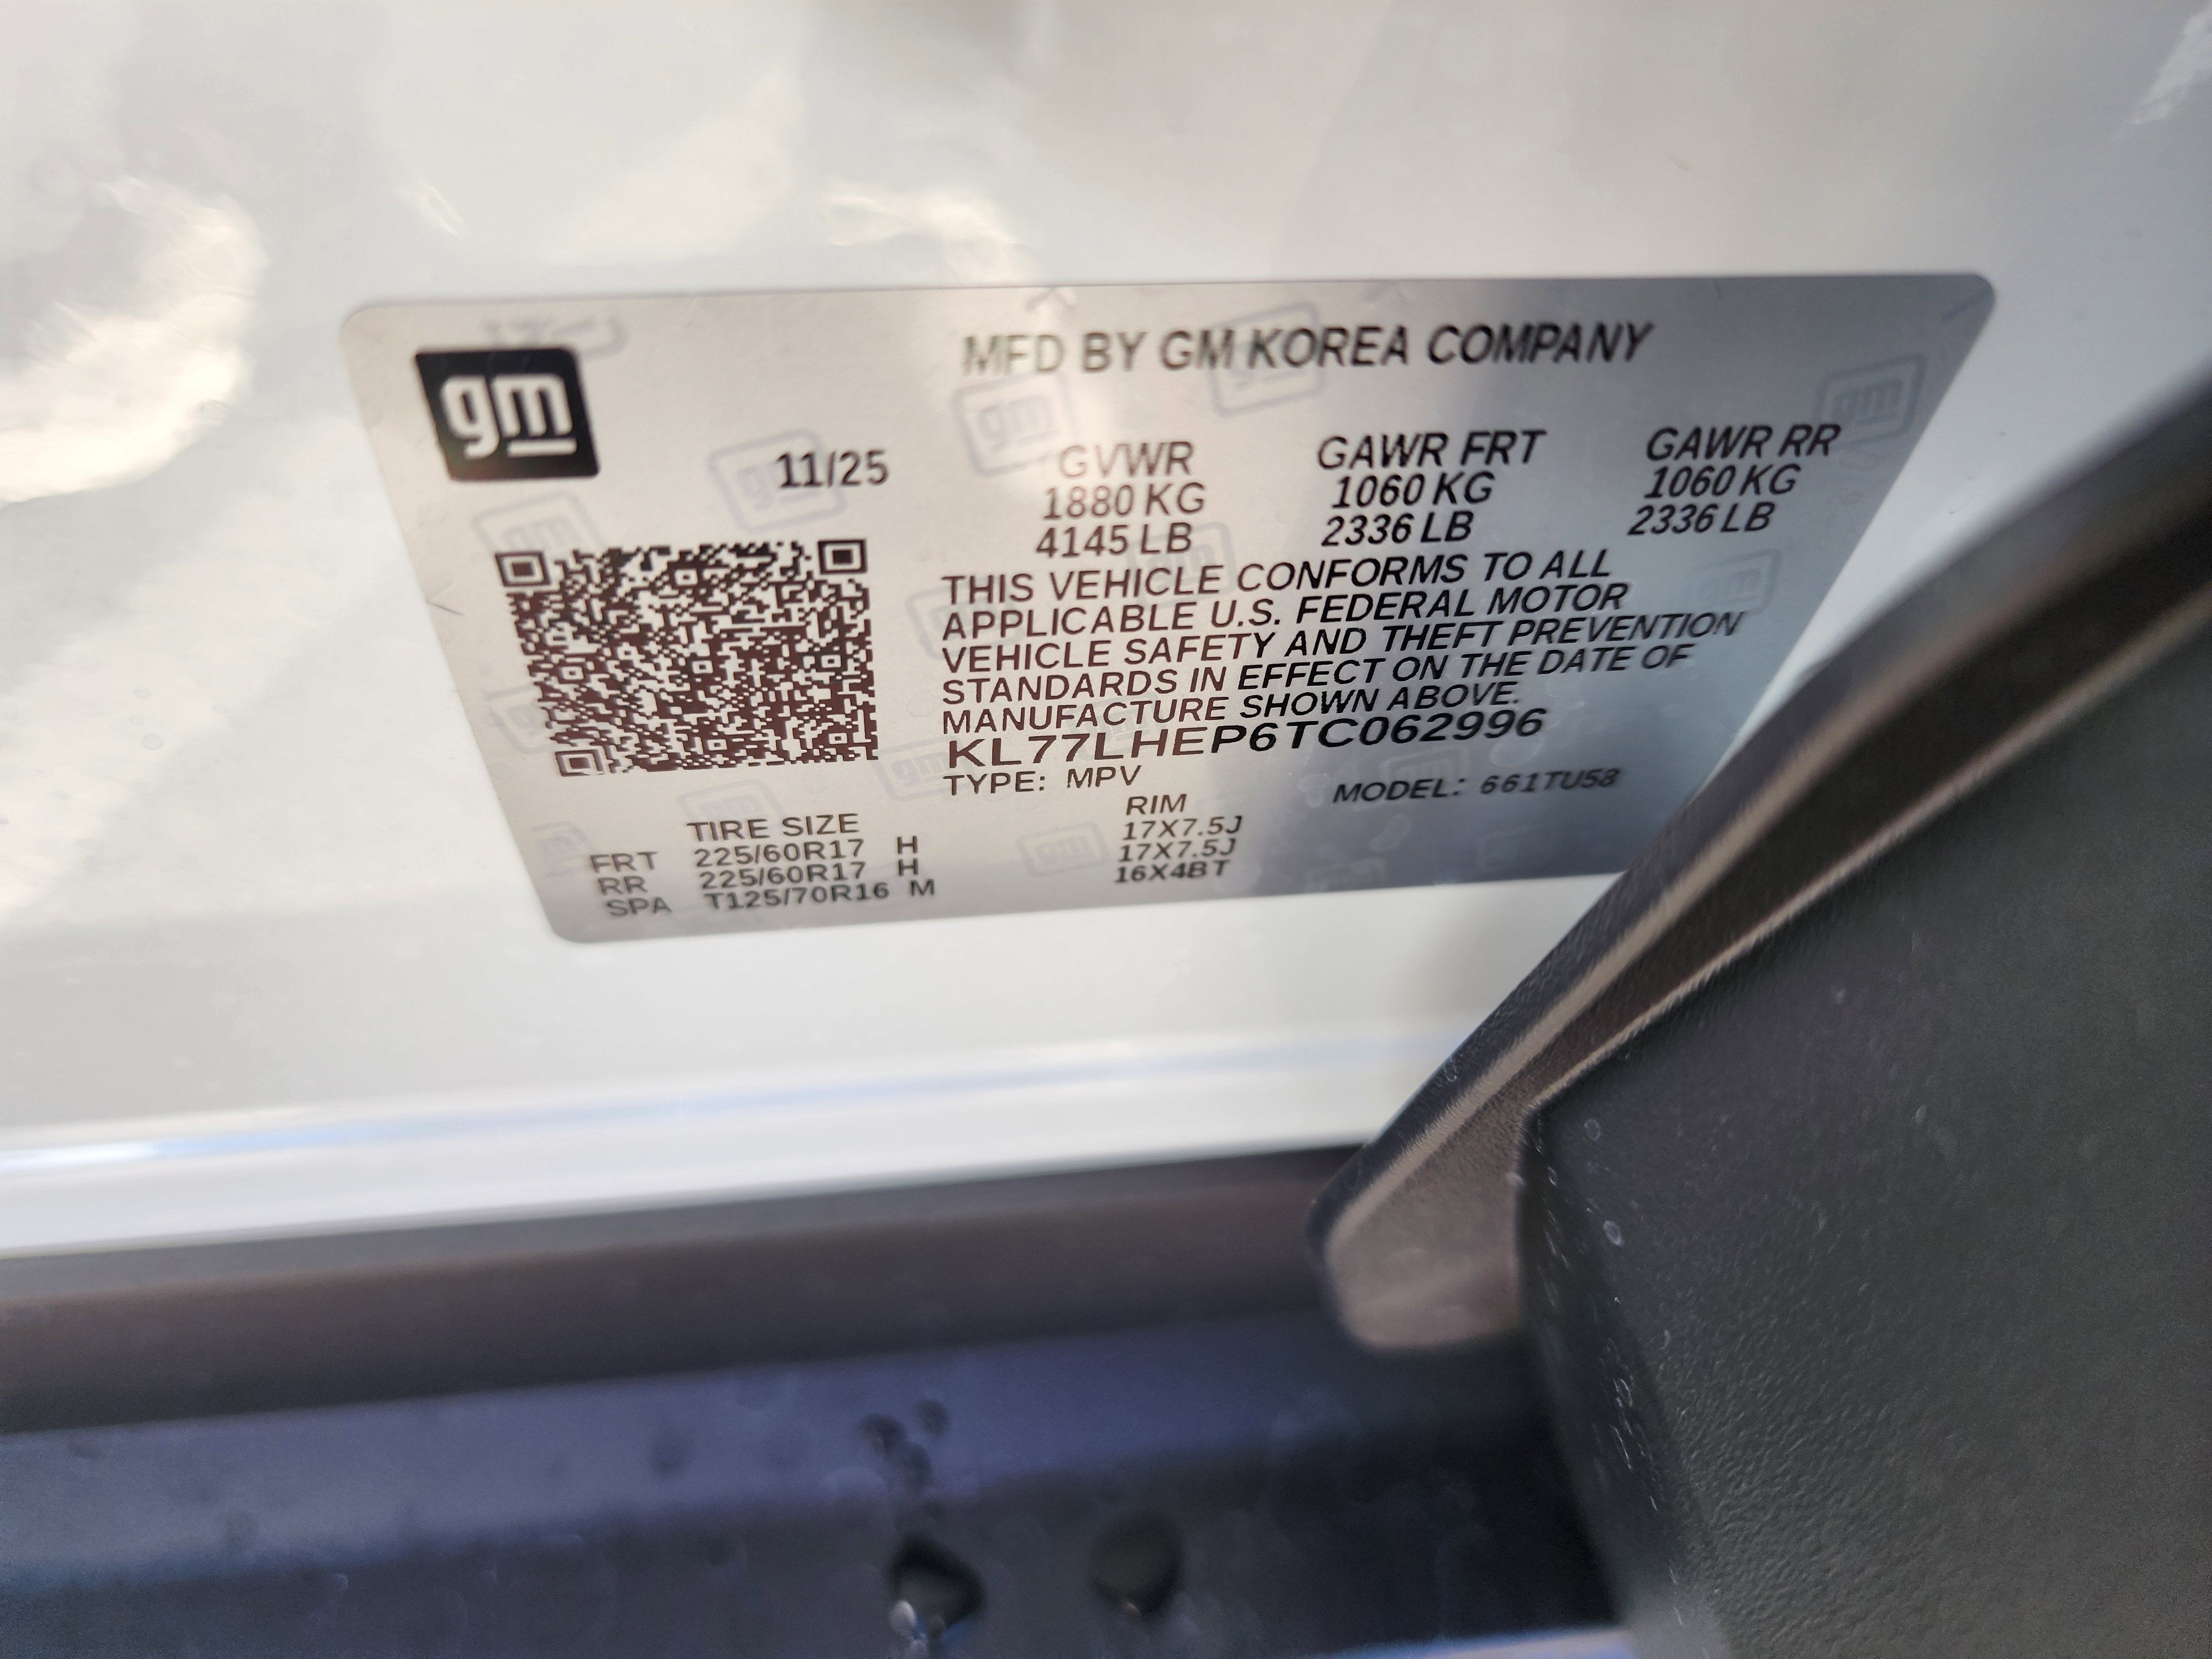 gm
MFD BY GM KOREA COMPANY
11/25
GVWR GAWR FRT GAWR RR
1880 KG 1060 KG 1060 KG
4145 LB 2336 LB 2336 LB
THIS VEHICLE CONFORMS TO ALL
APPLICABLE U.S. FEDERAL MOTOR
VEHICLE SAFETY AND THEFT PREVENTION
STANDARDS IN EFFECT ON THE DATE OF
MANUFACTURE SHOWN ABOVE.
KL77LHEP6TC062996
TYPE: MPV MODEL: 661TU58
TIRE SIZE RIM
FRT 225/60R17 H 17X7.5J
RR 225/60R17 H 17X7.5J
SPA T125/70R16 M 16X4BT